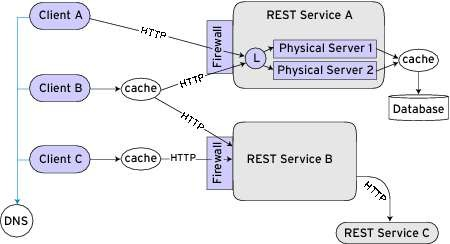 Client A
HTTP
Firewall
REST Service A
L
Physical Server 1
Physical Server 2
cache
Database
Client B
cache
HTTP
HTTP
Client C
cache
HTTP
Firewall
REST Service B
HTTP
REST Service C
DNS